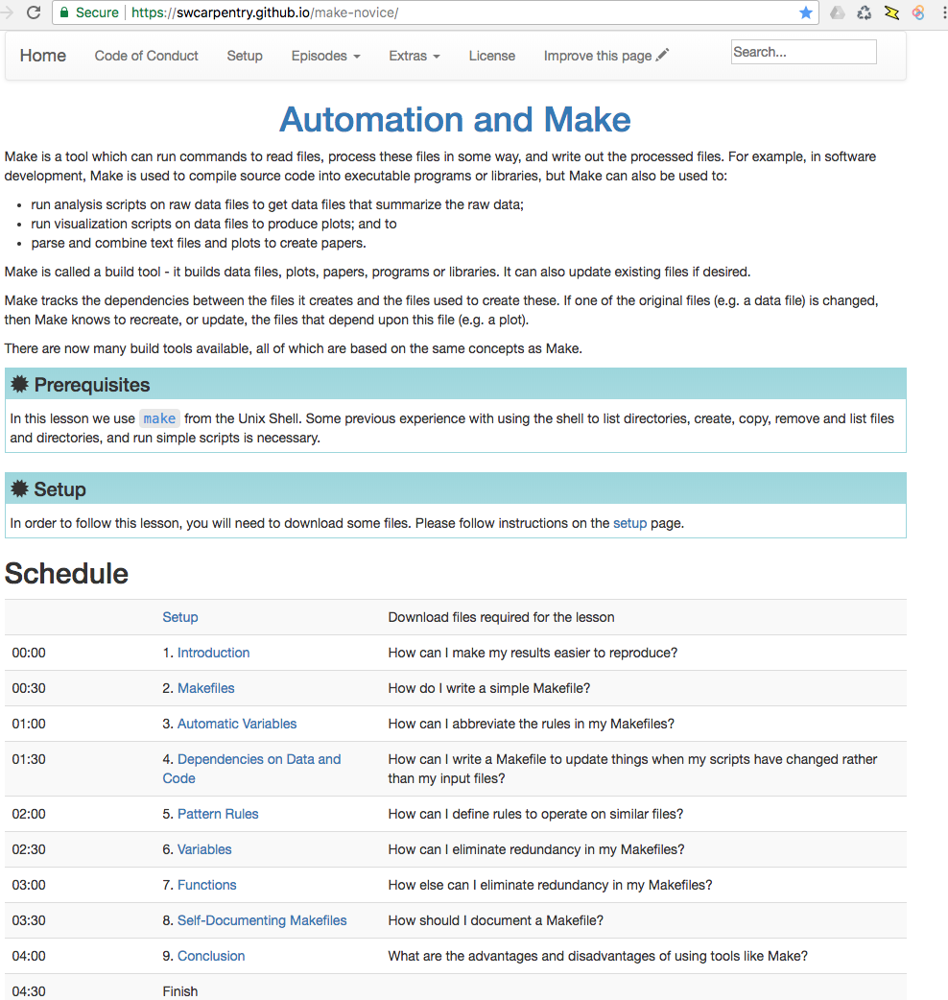 Secure | https://swcarpentry.github.io/make-novice/
Home Code of Conduct Setup Episodes Extras License Improve this page Search...
Automation and Make
Make is a tool which can run commands to read files, process these files in some way, and write out the processed files. For example, in software
development, Make is used to compile source code into executable programs or libraries, but Make can also be used to:
• run analysis scripts on raw data files to get data files that summarize the raw data;
• run visualization scripts on data files to produce plots; and to
• parse and combine text files and plots to create papers.
Make is called a build tool - it builds data files, plots, papers, programs or libraries. It can also update existing files if desired.
Make tracks the dependencies between the files it creates and the files used to create these. If one of the original files (e.g. a data file) is changed,
then Make knows to recreate, or update, the files that depend upon this file (e.g. a plot).
There are now many build tools available, all of which are based on the same concepts as Make.
Prerequisites
In this lesson we use make from the Unix Shell. Some previous experience with using the shell to list directories, create, copy, remove and list files
and directories, and run simple scripts is necessary.
Setup
In order to follow this lesson, you will need to download some files. Please follow instructions on the setup page.
Schedule
Setup Download files required for the lesson
00:00 1. Introduction How can I make my results easier to reproduce?
00:30 2. Makefiles How do I write a simple Makefile?
01:00 3. Automatic Variables How can I abbreviate the rules in my Makefiles?
01:30 4. Dependencies on Data and How can I write a Makefile to update things when my scripts have changed rather
Code than my input files?
02:00 5. Pattern Rules How can I define rules to operate on similar files?
02:30 6. Variables How can I eliminate redundancy in my Makefiles?
03:00 7. Functions How else can I eliminate redundancy in my Makefiles?
03:30 8. Self-Documenting Makefiles How should I document a Makefile?
04:00 9. Conclusion What are the advantages and disadvantages of using tools like Make?
04:30 Finish